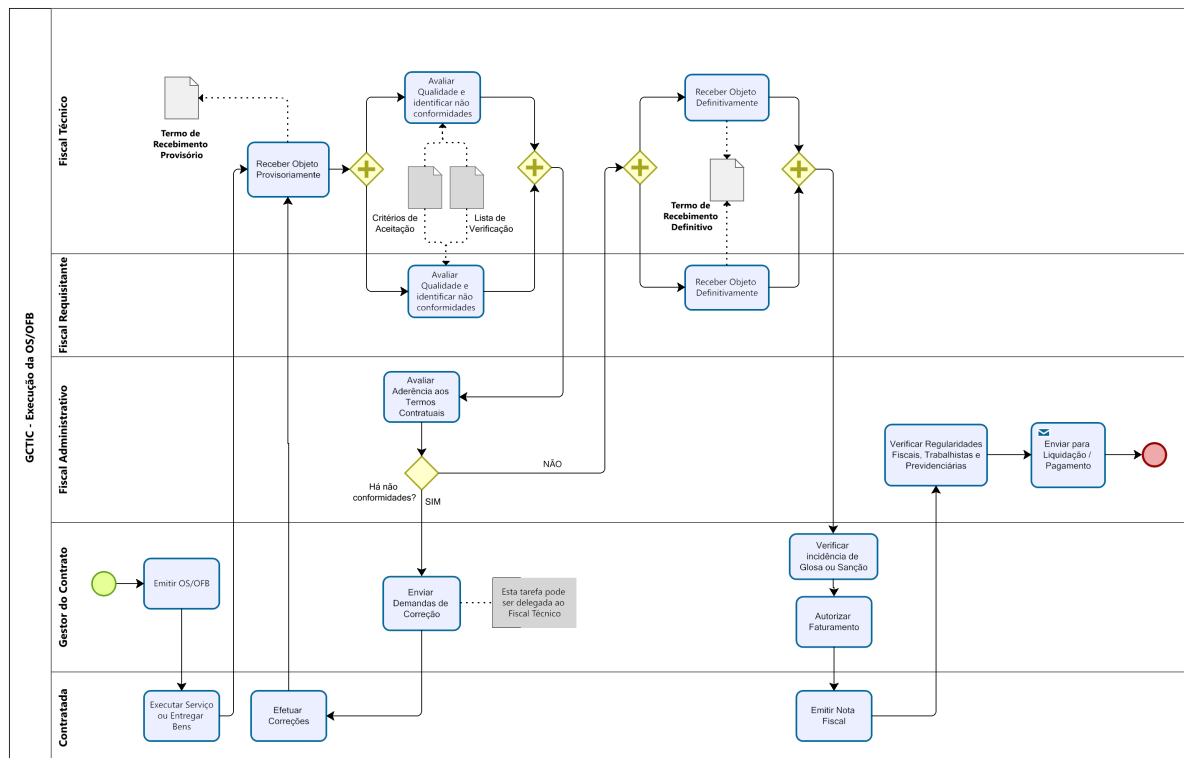 GCTIC - Execução da OS/OFB
Fiscal Técnico
Termo de
Recebimento
Provisório
Receber Objeto
Provisoriamente
Avaliar
Qualidade e
identificar não
conformidades
Critérios de
Aceitação
Lista de
Verificação
Receber Objeto
Definitivamente
Termo de
Recebimento
Definitivo
Fiscal Requisitante
Avaliar
Qualidade e
identificar não
conformidades
Receber Objeto
Definitivamente
Fiscal Administrativo
Avaliar
Aderência aos
Termos
Contratuais
Há não
conformidades?
NÃO
SIM
Verificar Regularidades
Fiscais, Trabalhistas e
Previdenciárias
Enviar para
Liquidação /
Pagamento
Gestor do Contrato
Emitir OS/OFB
Enviar
Demandas de
Correção
Esta tarefa pode
ser delegada ao
Fiscal Técnico
Verificar
incidência de
Glosa ou Sanção
Autorizar
Faturamento
Contratada
Executar Serviço
ou Entregar
Bens
Efetuar
Correções
Emitir Nota
Fiscal